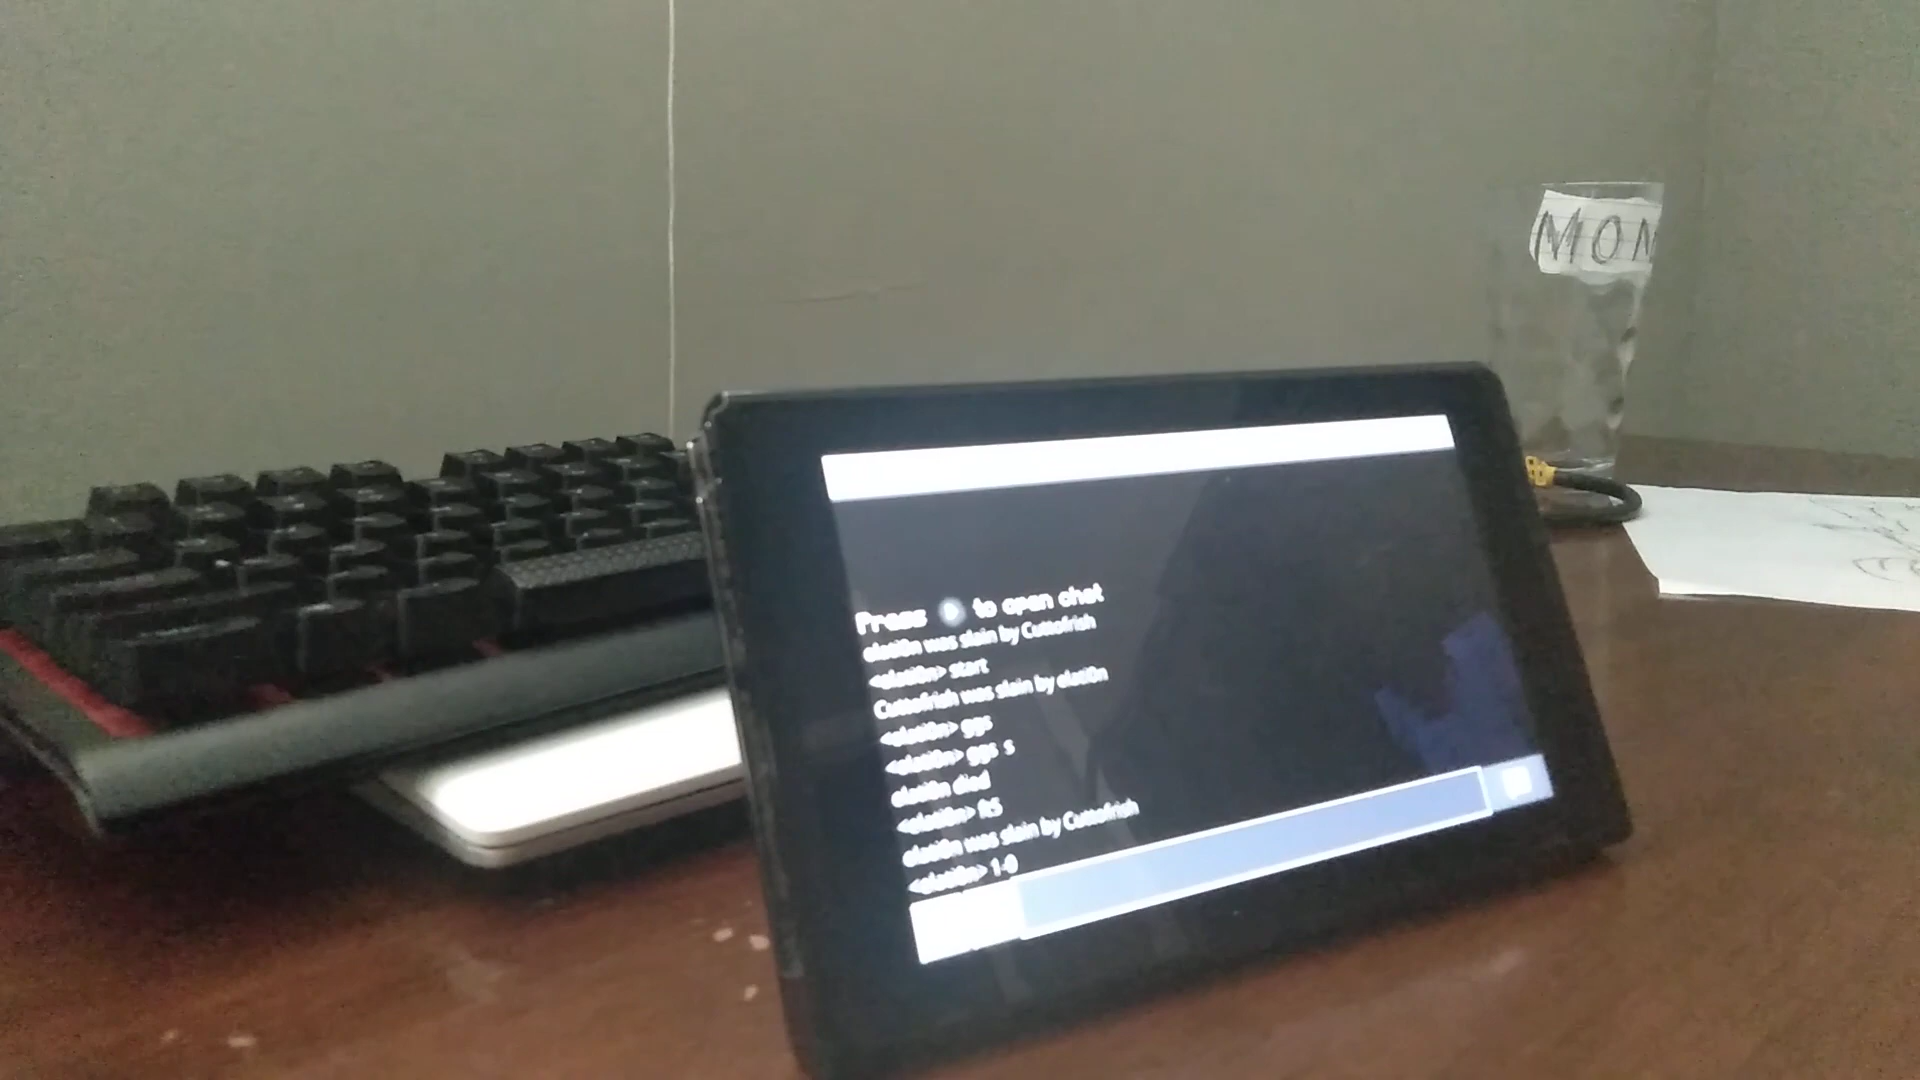 MON
Press to open chat
elati0n was slain by Cuttofrish
<elati0n> start
Cuttofrish was slain by elati0n
<elati0n> ggs
<elati0n> ggs s
elati0n died
<elati0n> ft5
elati0n was slain by Cuttofrish
<elati0n> 1-0